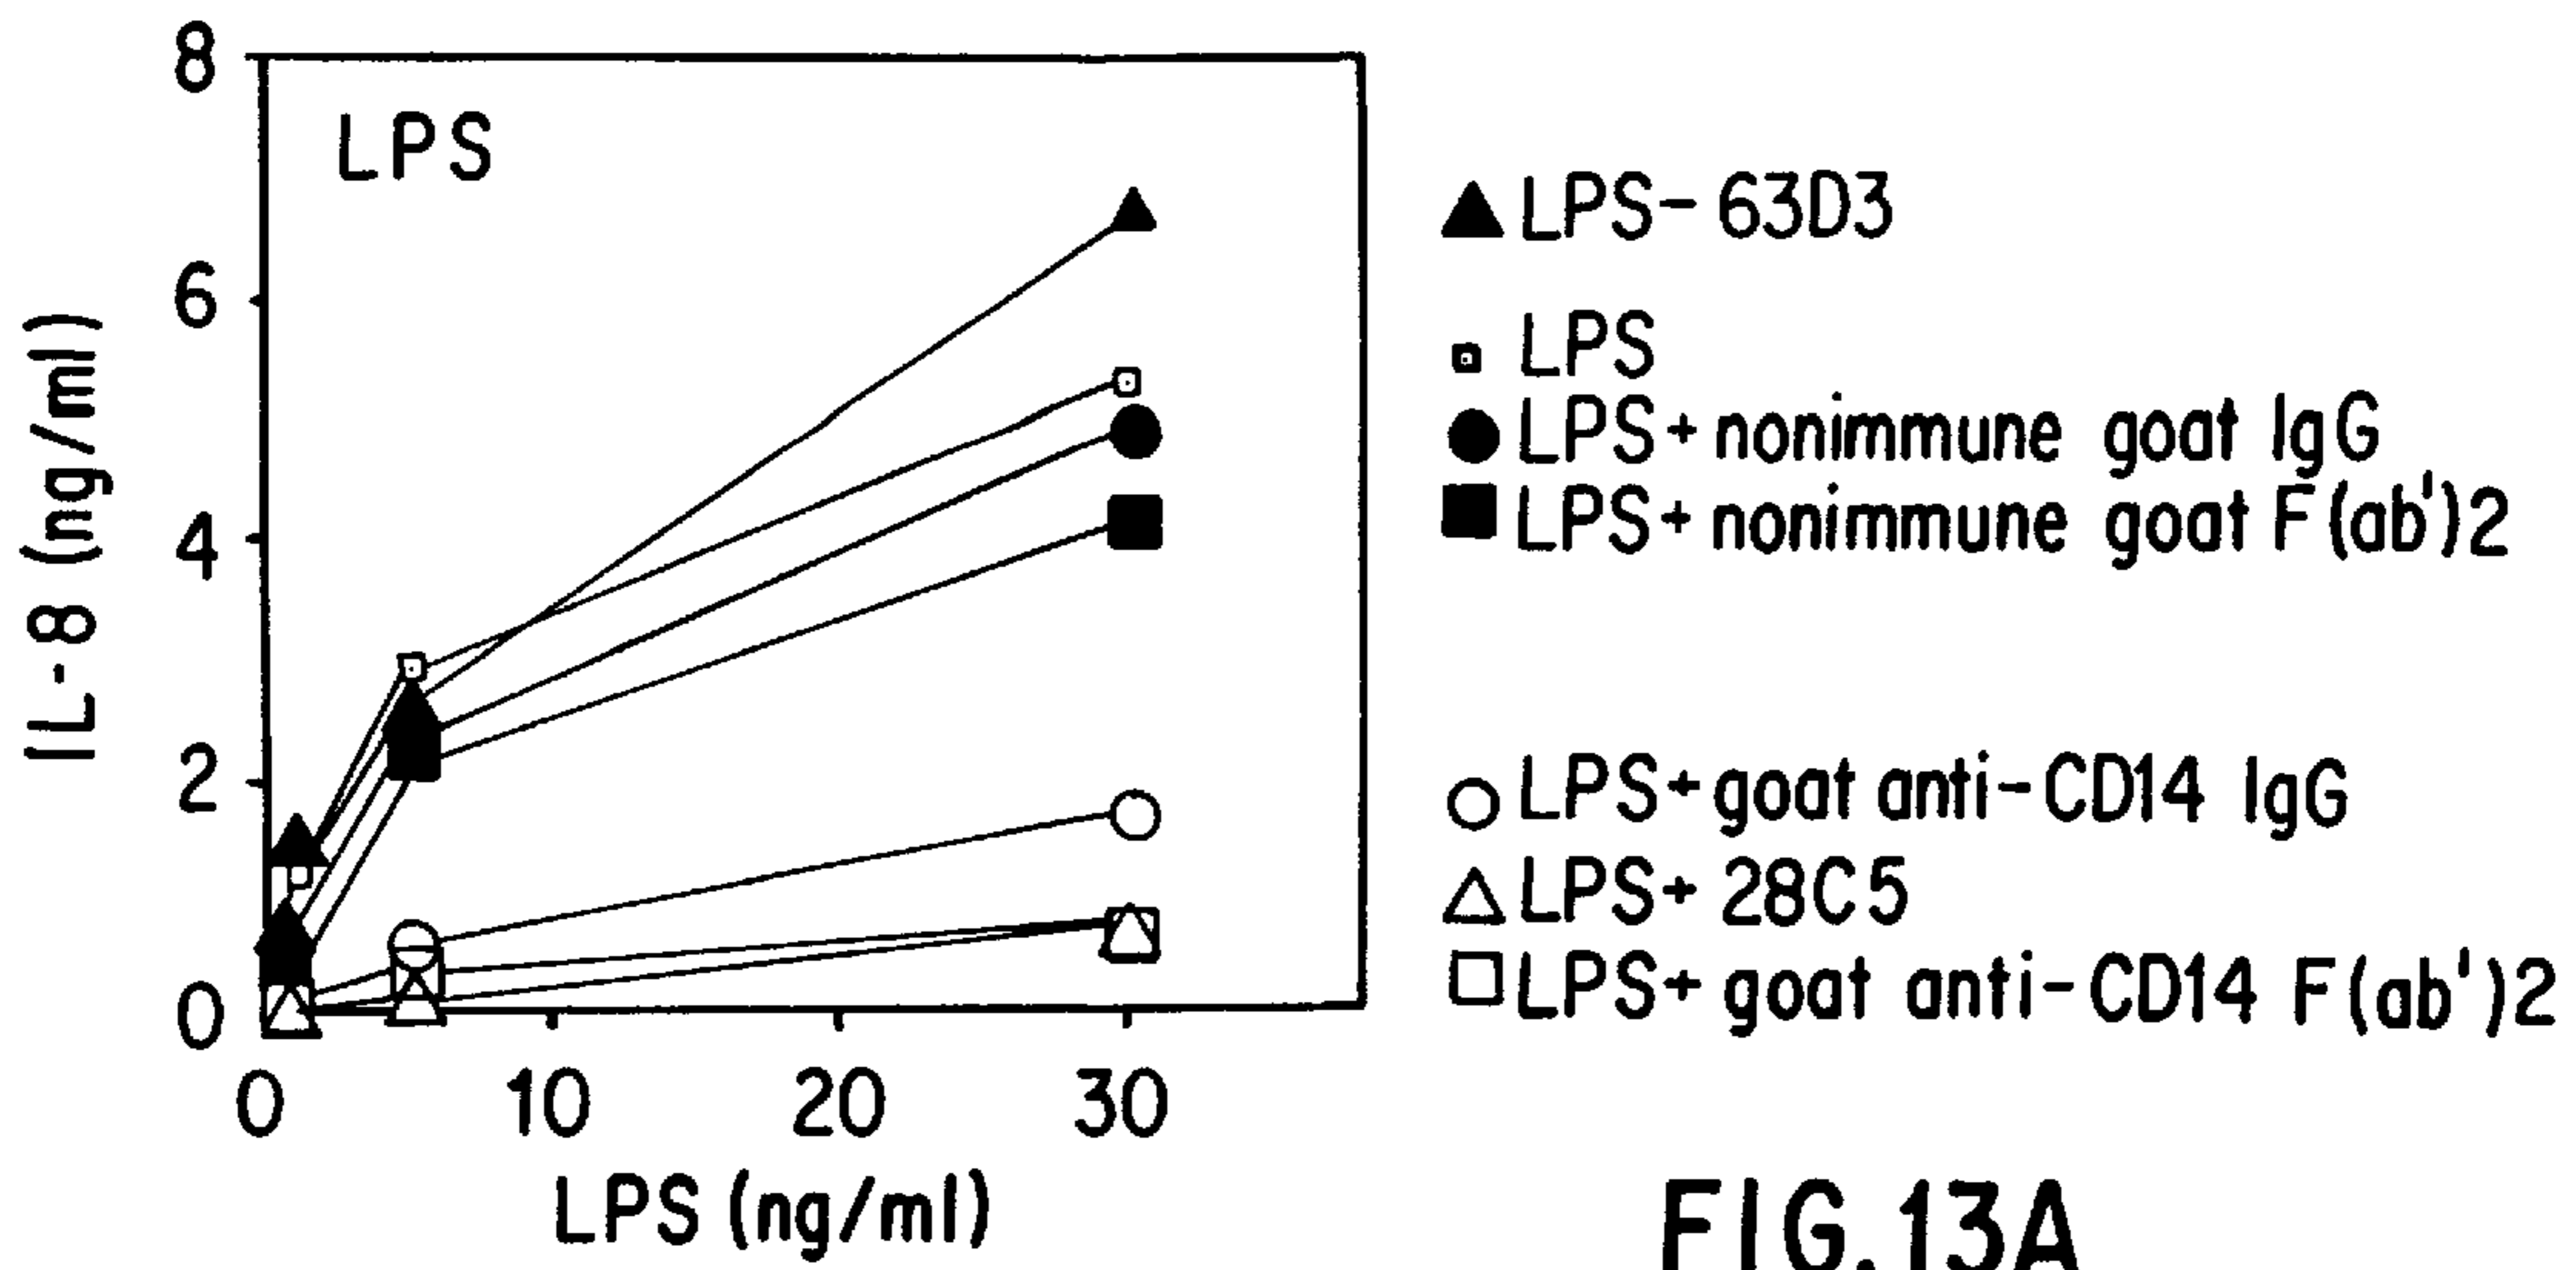 8
6
4
2
0
IL-8 (ng/ml)
LPS
0 10 20 30
LPS (ng/ml)
LPS- 63D3
LPS
LPS+ nonimmune goat IgG
LPS+ nonimmune goat F(ab')2
LPS+ goat anti-CD14 IgG
LPS+ 28C5
LPS+ goat anti-CD14 F(ab')2
FIG.13A